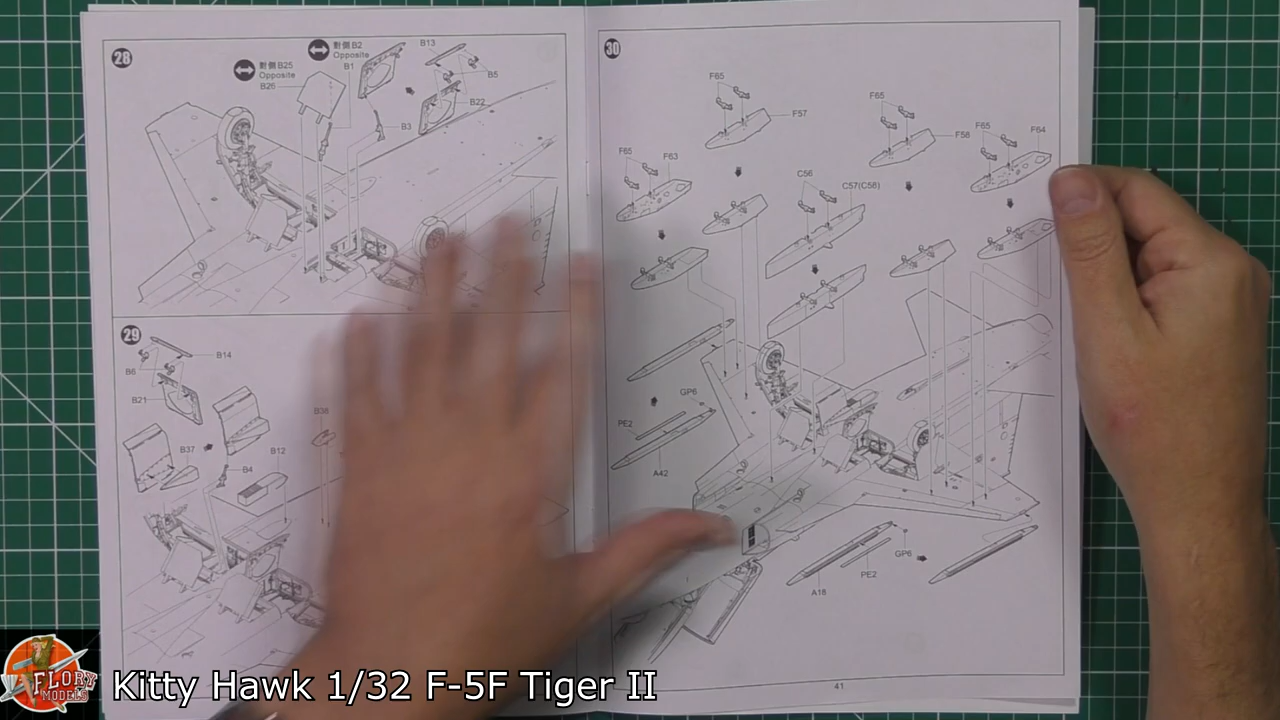 28
對側B25
Opposite
B26
對側B2
Opposite
B1
B13
B5
B22
B3
29
B14
B6
B21
B37
B4
B12
B38
30
F65
F57
F65
F58
F65
F64
F65
F63
C56
C57(C58)
GP6
PE2
A42
GP6
PE2
A18
41
FLORY
MODELS
Kitty Hawk 1/32 F-5F Tiger II